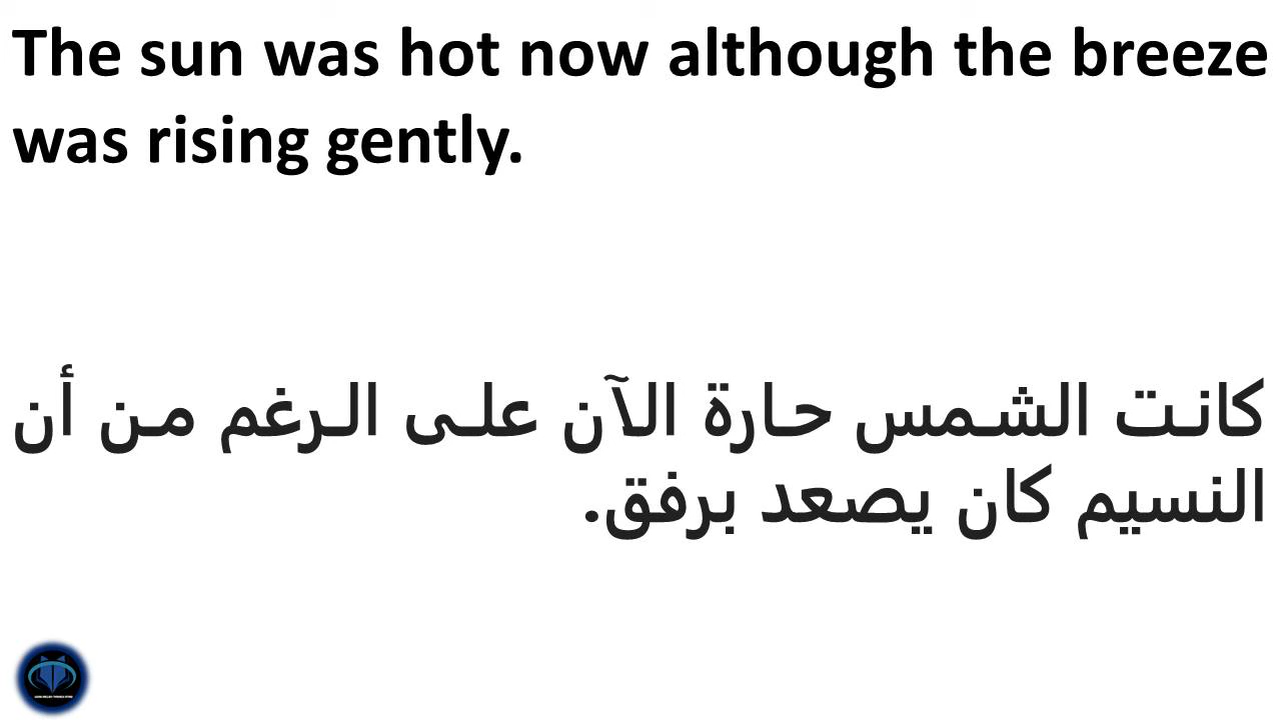 The sun was hot now although the breeze
was rising gently.
كانت الشمس حارة الآن على الرغم من أن
النسيم كان يصعد برفق.